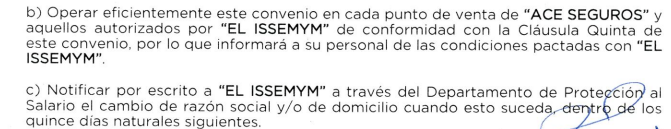 b) Operar eficientemente este convenio en cada punto de venta de "ACE SEGUROS" y
aquellos autorizados por "EL ISSEMYM" de conformidad con la Cláusula Quinta de
este convenio, por lo que informará a su personal de las condiciones pactadas con "EL
ISSEMYM".
c) Notificar por escrito a "EL ISSEMYM" a través del Departamento de Protección al
Salario el cambio de razón social y/o de domicilio cuando esto suceda, dentro de los
quince días naturales siguientes.